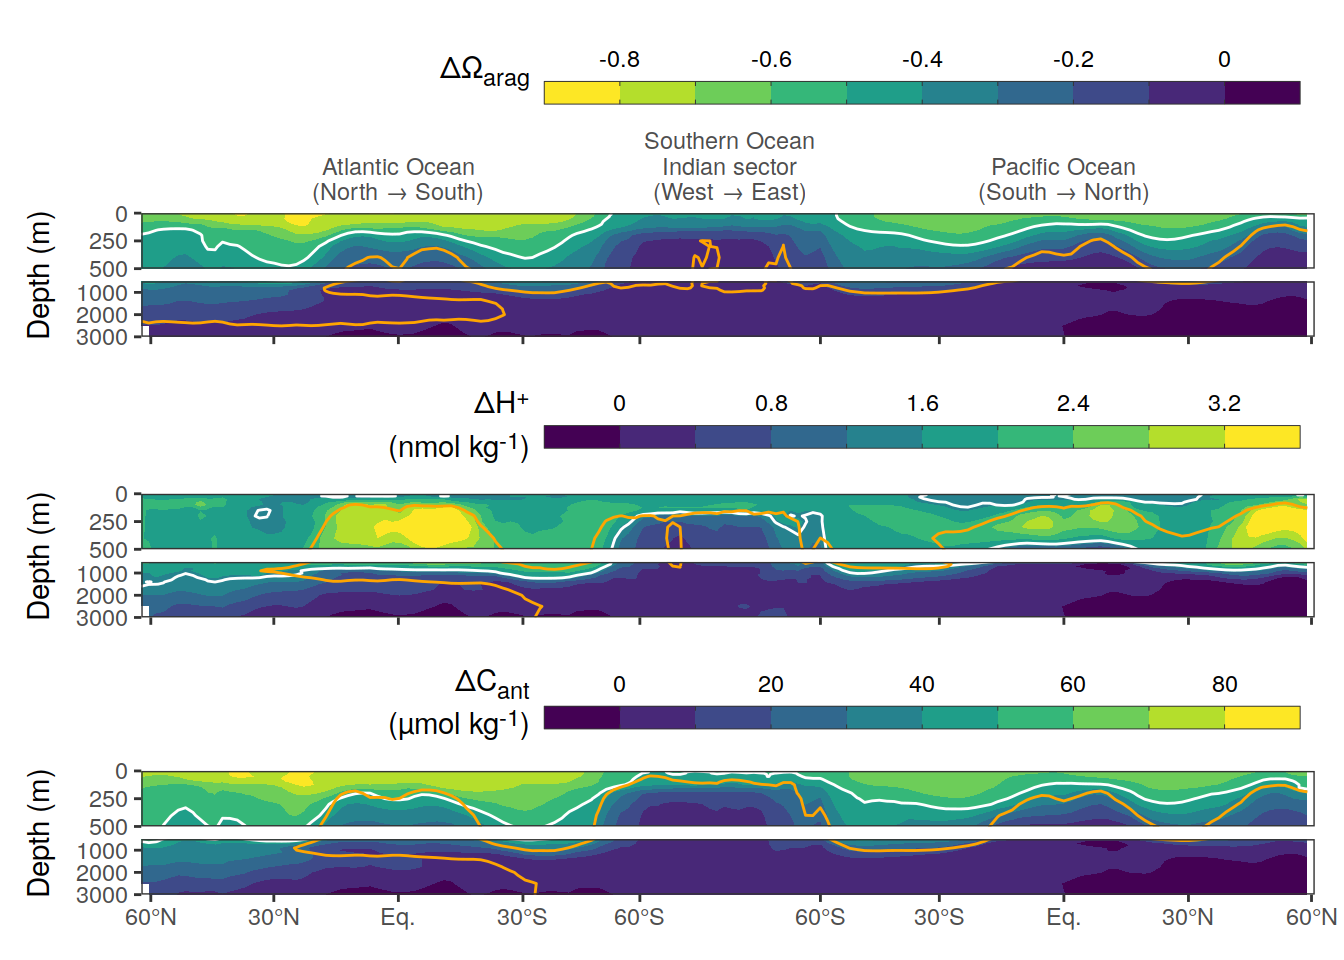 -0.8 -0.6 -0.4 -0.2 0
ΔΩarag
Southern Ocean
Atlantic Ocean Indian sector Pacific Ocean
(North → South) (West → East) (South → North)
0
250
500
1000
2000
3000
Depth (m)
ΔH⁺ 0 0.8 1.6 2.4 3.2
(nmol kg⁻¹)
0
250
500
1000
2000
3000
Depth (m)
ΔCant 0 20 40 60 80
(μmol kg⁻¹)
0
250
500
1000
2000
3000
Depth (m)
60°N 30°N Eq. 30°S 60°S 60°S 30°S Eq. 30°N 60°N